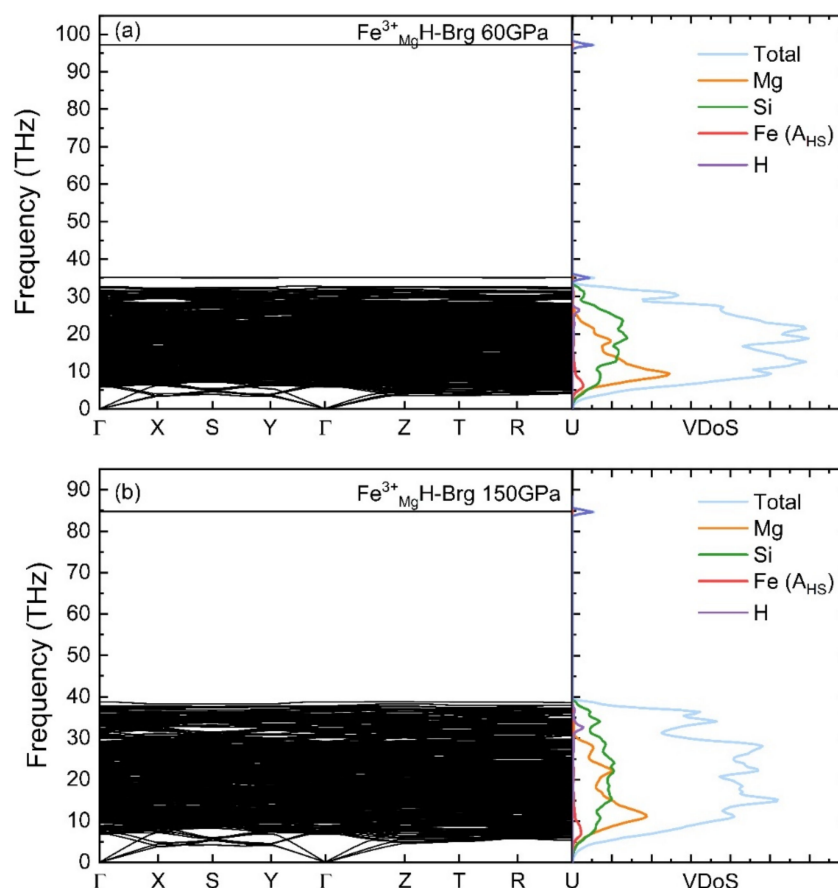 (a) Fe³⁺MgH-Brg 60GPa
Total
Mg
Si
Fe (AHS)
H
Frequency (THz)
100
90
80
70
60
50
40
30
20
10
0
Γ X S Y Γ Z T R U VDoS
(b) Fe³⁺MgH-Brg 150GPa
Total
Mg
Si
Fe (AHS)
H
Frequency (THz)
90
80
70
60
50
40
30
20
10
0
Γ X S Y Γ Z T R U VDoS